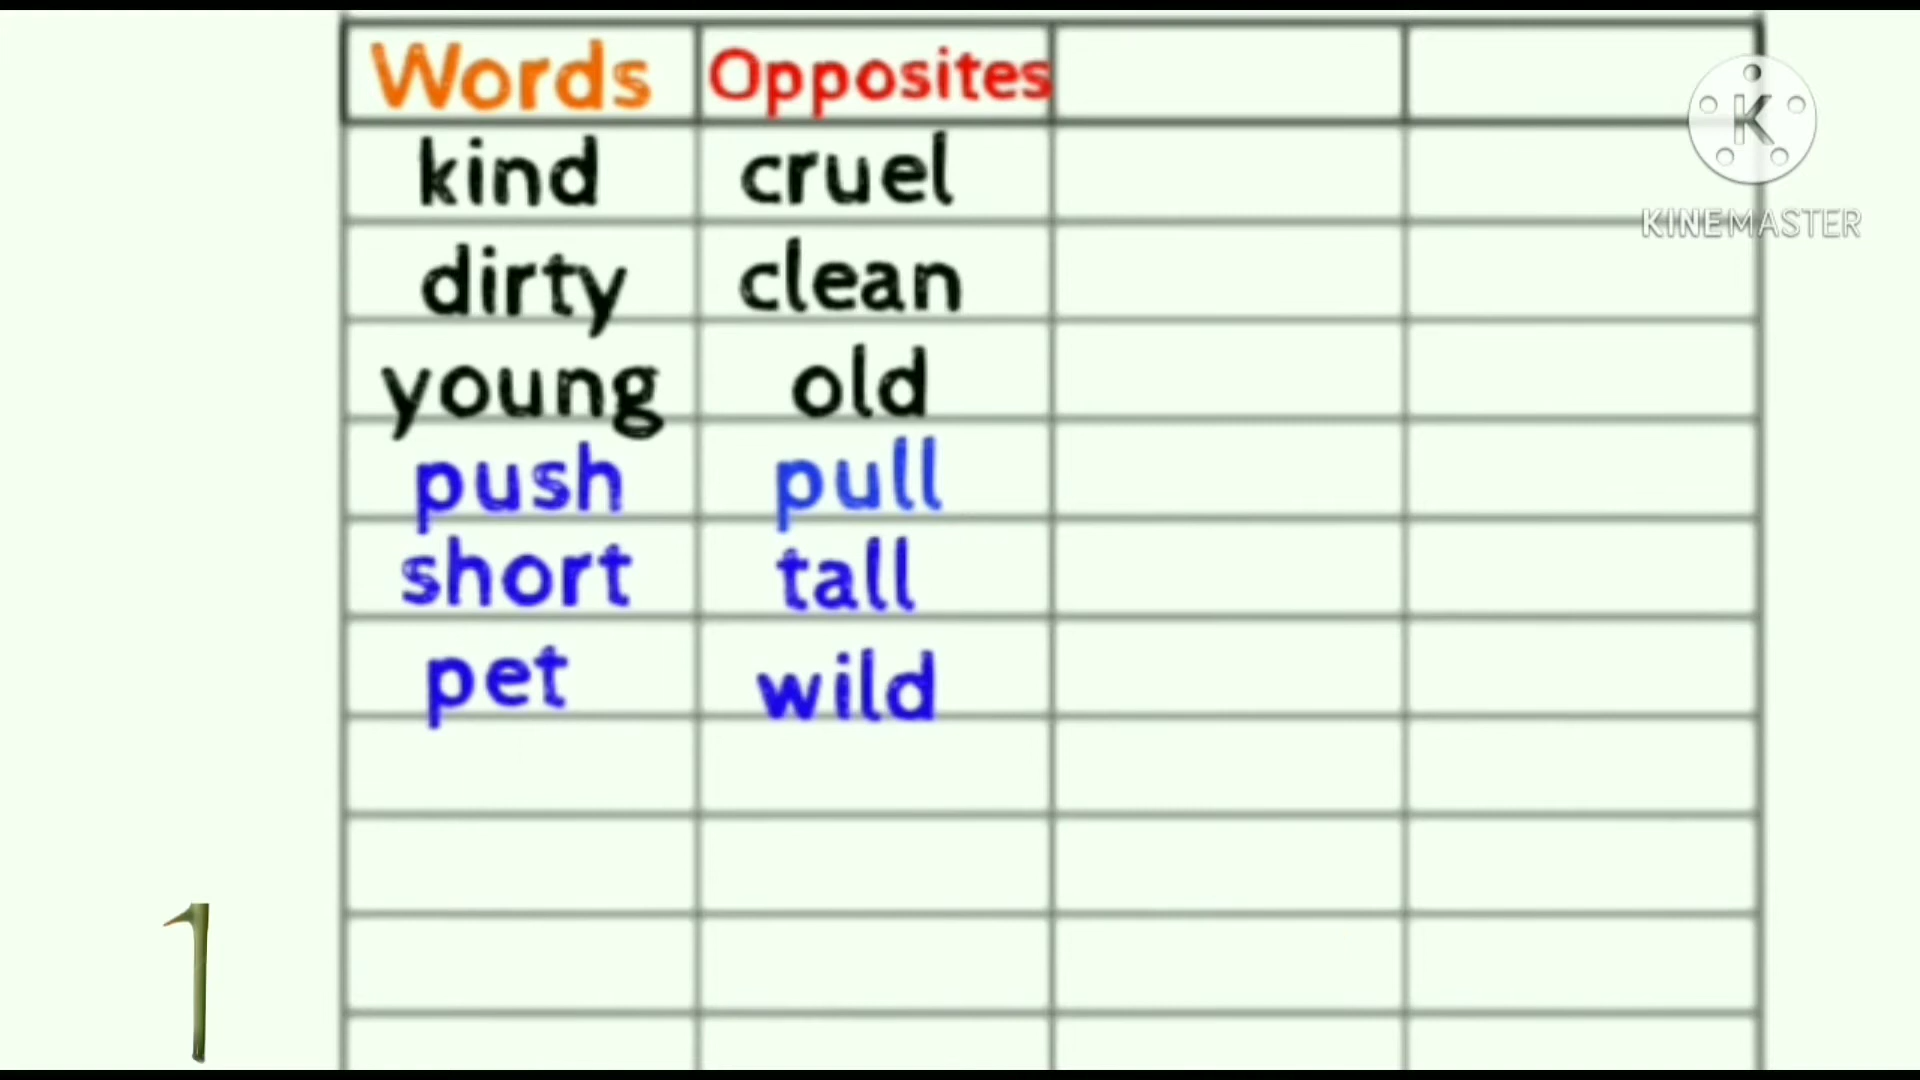 Words Opposites
kind cruel
dirty clean
young old
push pull
short tall
pet wild
K
KINEMASTER
1